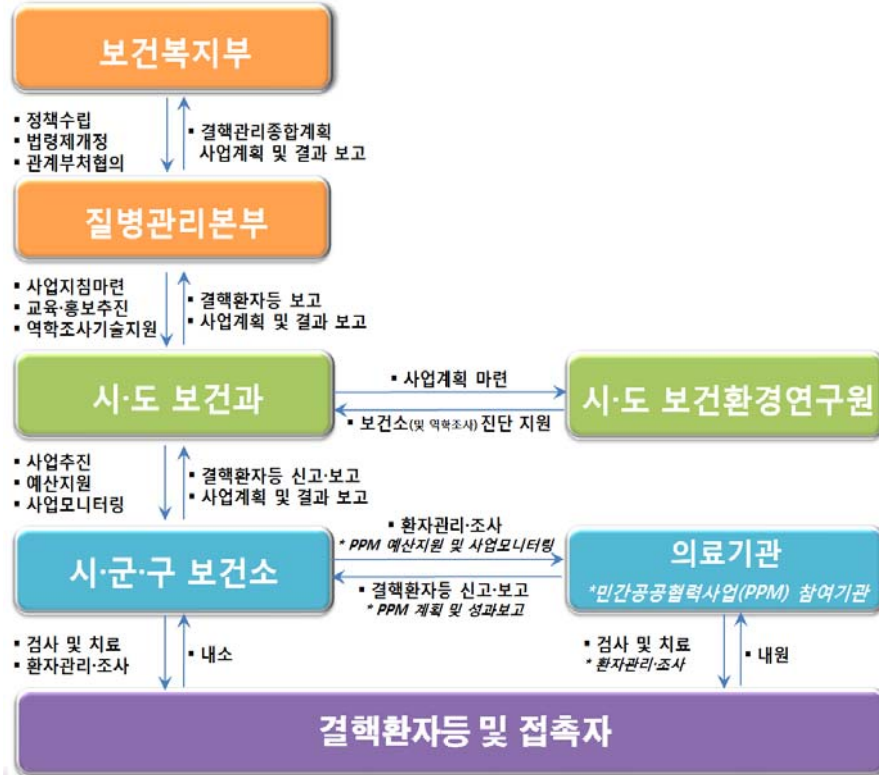 보건복지부
▪ 정책수립
▪ 법령제개정
▪ 관계부처협의
▪ 결핵관리종합계획
사업계획 및 결과 보고
질병관리본부
▪ 사업지침마련
▪ 교육·홍보추진
▪ 역학조사기술지원
▪ 결핵환자등 보고
▪ 사업계획 및 결과 보고
시·도 보건과
▪ 사업계획 마련
▪ 보건소(및 역학조사) 진단 지원
시·도 보건환경연구원
▪ 사업추진
▪ 예산지원
▪ 사업모니터링
▪ 결핵환자등 신고·보고
▪ 사업계획 및 결과 보고
시·군·구 보건소
▪ 환자관리·조사
* PPM 예산지원 및 사업모니터링
▪ 결핵환자등 신고·보고
* PPM 계획 및 성과보고
의료기관
*민간공공협력사업(PPM) 참여기관
▪ 검사 및 치료
▪ 환자관리·조사
▪ 내소
▪ 검사 및 치료
* 환자관리·조사
▪ 내원
결핵환자등 및 접촉자